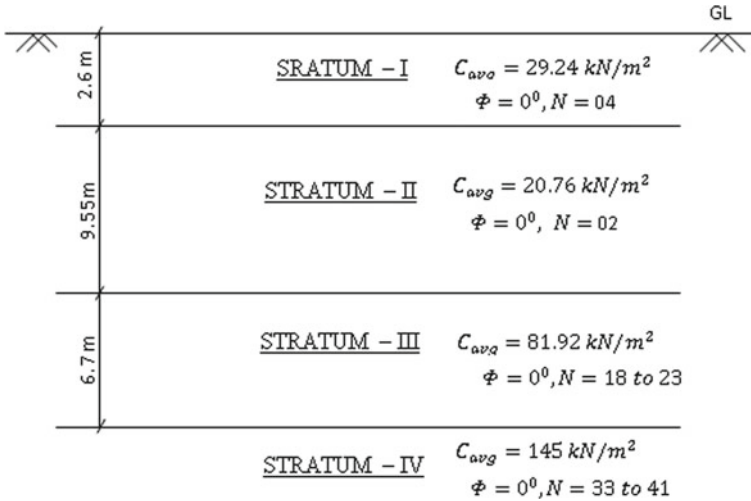 GL
2.6 m
SRATUM – I
C_avg = 29.24 kN/m²
Φ = 0⁰, N = 04
9.55m
STRATUM – II
C_avg = 20.76 kN/m²
Φ = 0⁰, N = 02
6.7 m
STRATUM – III
C_avg = 81.92 kN/m²
Φ = 0⁰, N = 18 to 23
STRATUM – IV
C_avg = 145 kN/m²
Φ = 0⁰, N = 33 to 41